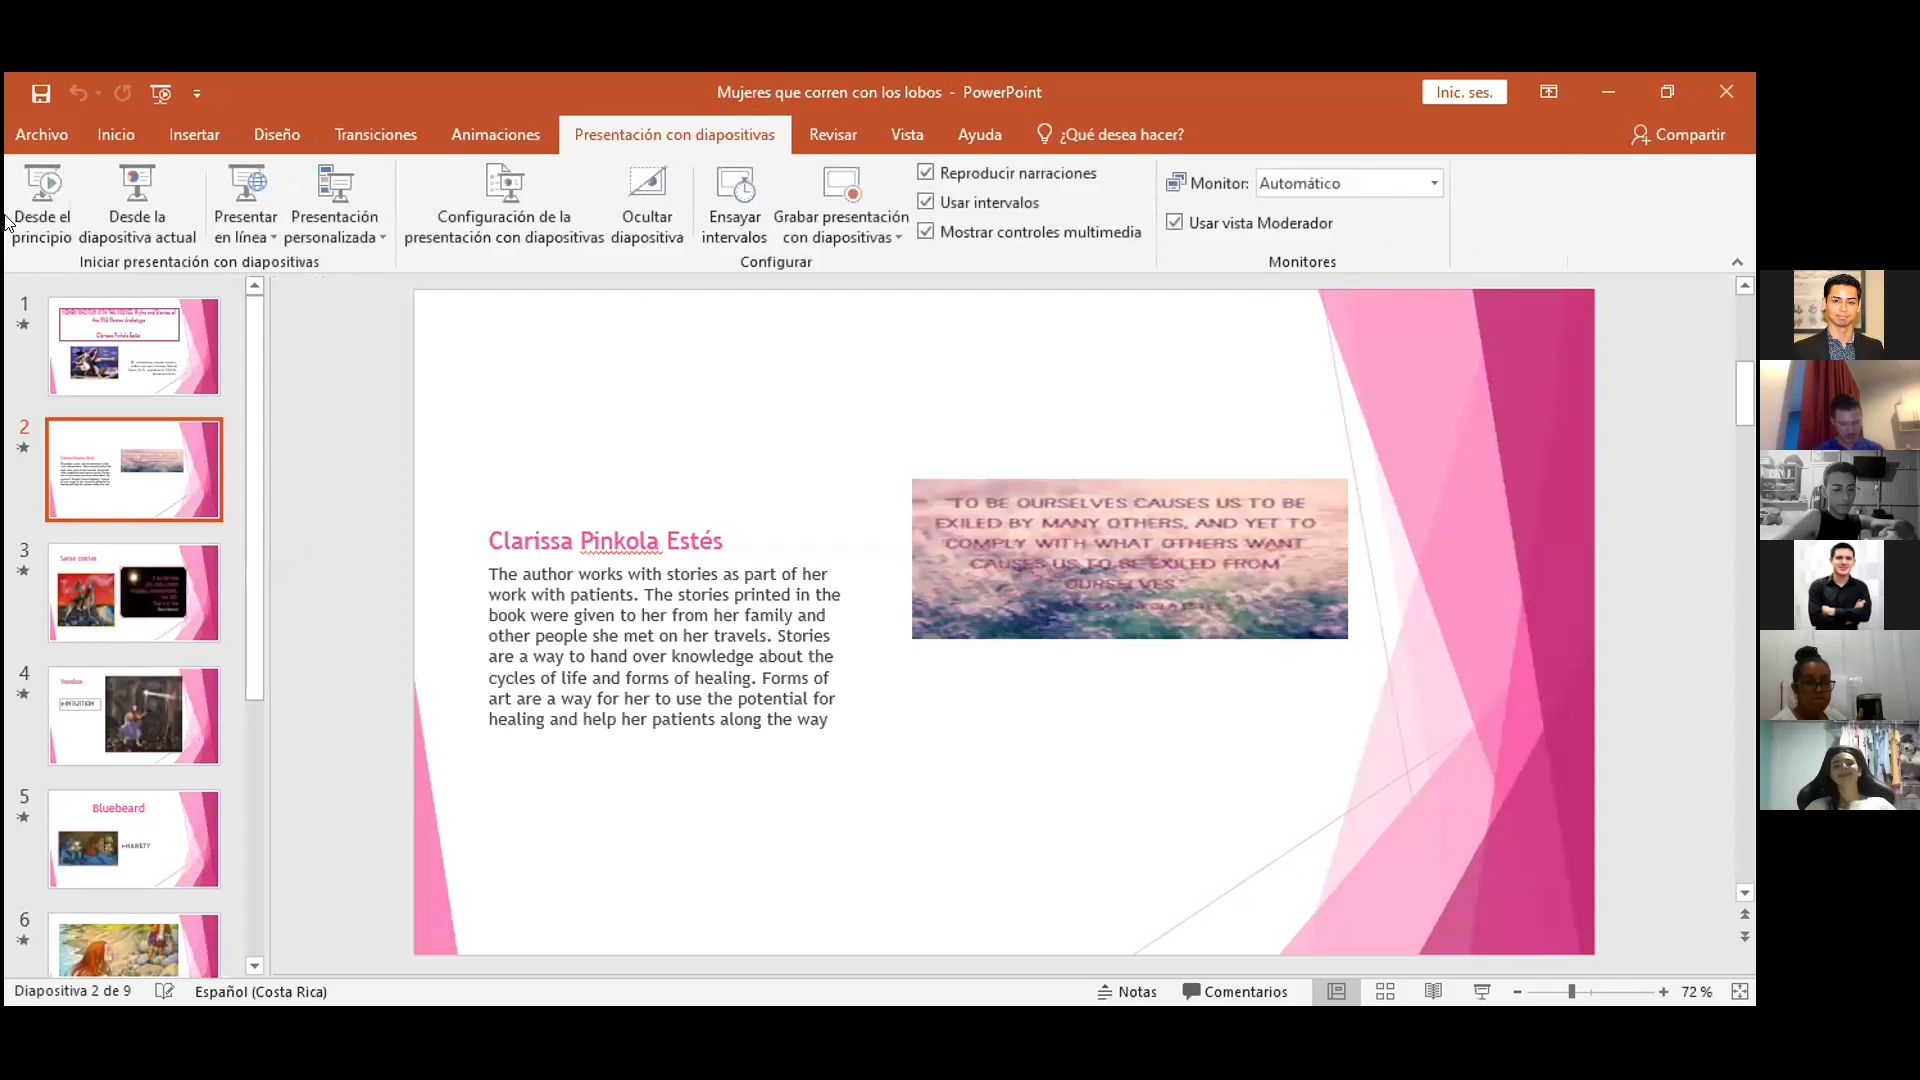 Mujeres que corren con los lobos - PowerPoint
Inic. ses.
Archivo Inicio Insertar Diseño Transiciones Animaciones Presentación con diapositivas Revisar Vista Ayuda ¿Qué desea hacer? Compartir
Desde el principio
Desde la diapositiva actual
Presentar en línea
Presentación personalizada
Iniciar presentación con diapositivas
Configuración de la presentación con diapositivas
Ocultar diapositiva
Ensayar intervalos
Grabar presentación con diapositivas
Reproducir narraciones
Usar intervalos
Mostrar controles multimedia
Configurar
Monitor: Automático
Usar vista Moderador
Monitores
1
Clarissa Pinkola Estés
2
3
4
INTUITION
5
Bluebeard
6
Clarissa Pinkola Estés
The author works with stories as part of her
work with patients. The stories printed in the
book were given to her from her family and
other people she met on her travels. Stories
are a way to hand over knowledge about the
cycles of life and forms of healing. Forms of
art are a way for her to use the potential for
healing and help her patients along the way
"TO BE OURSELVES CAUSES US TO BE
EXILED BY MANY OTHERS, AND YET TO
COMPLY WITH WHAT OTHERS WANT
CAUSES US TO BE EXILED FROM
OURSELVES."
Diapositiva 2 de 9 Español (Costa Rica) Notas Comentarios 72 %